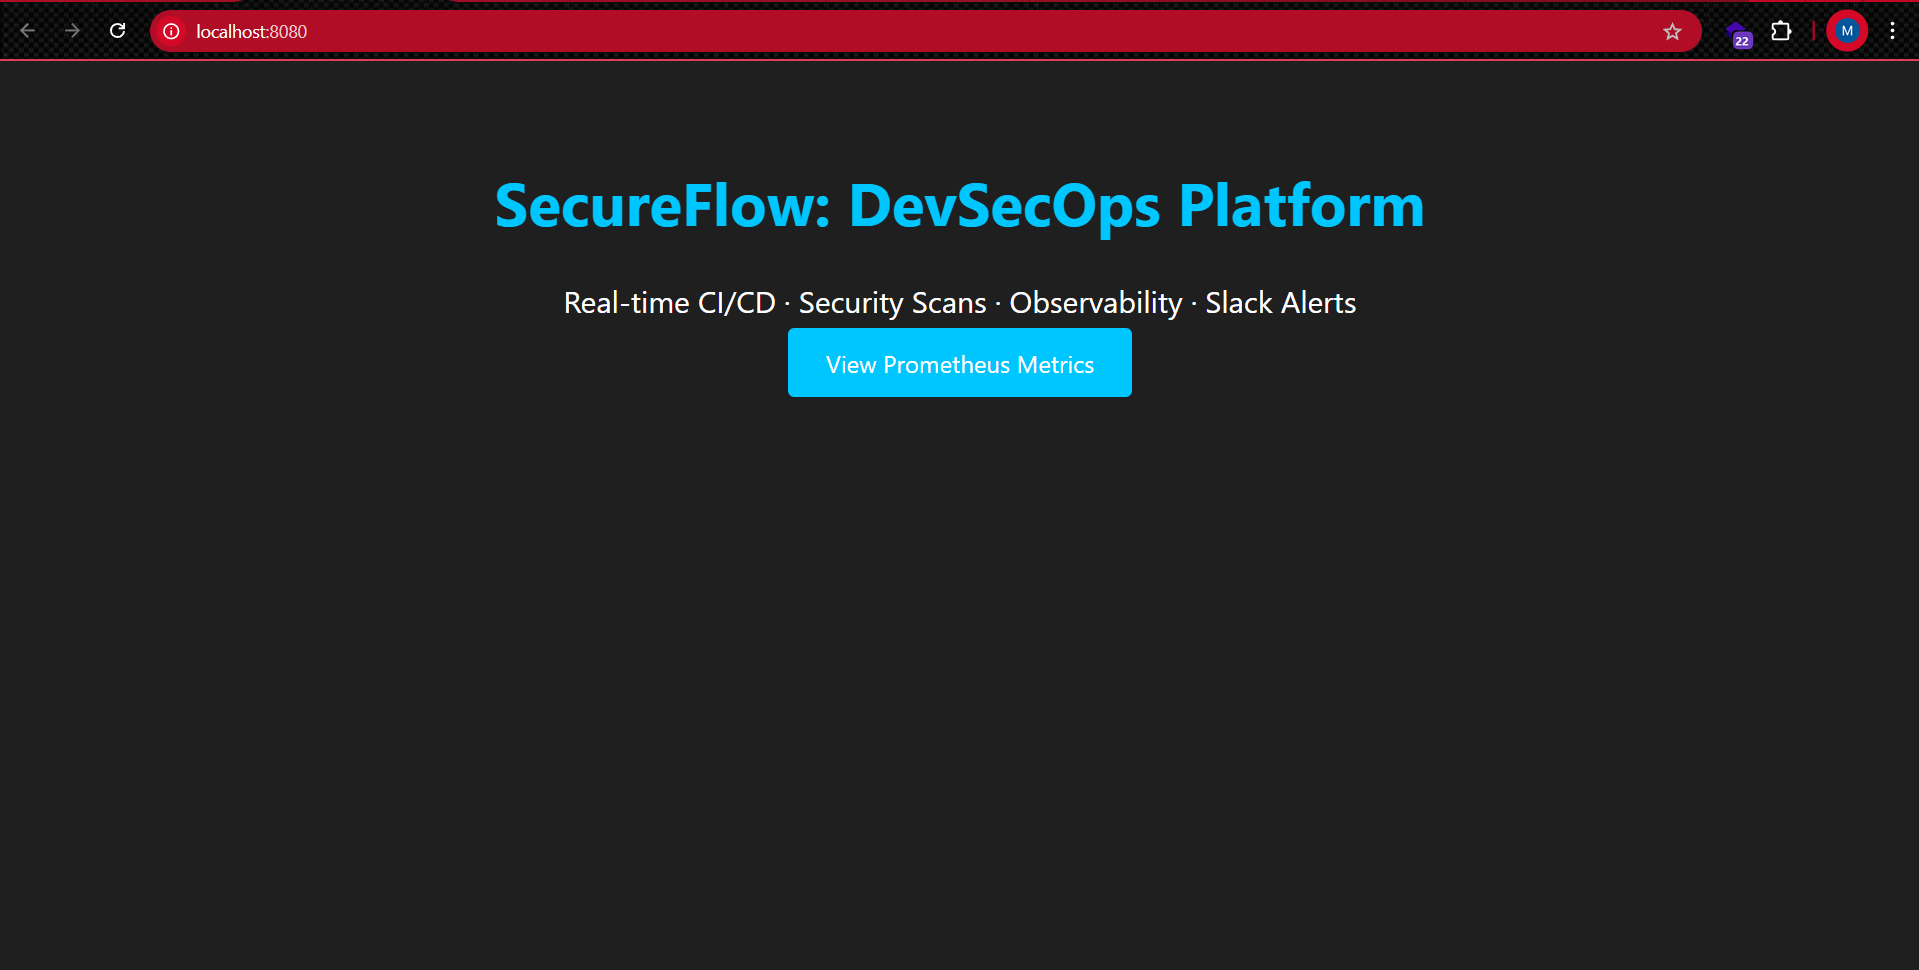 localhost:8080
22
M
SecureFlow: DevSecOps Platform
Real-time CI/CD · Security Scans · Observability · Slack Alerts
View Prometheus Metrics